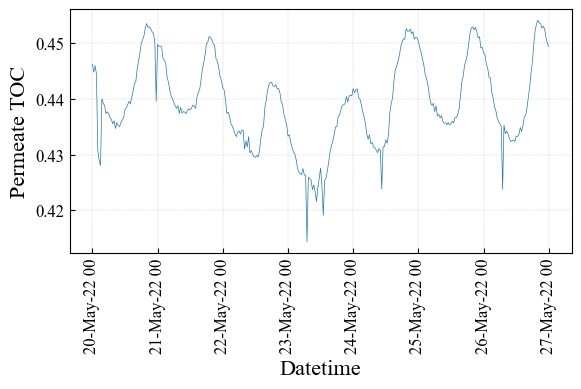 0.45
0.44
0.43
0.42
Permeate TOC
20-May-22 00
21-May-22 00
22-May-22 00
23-May-22 00
24-May-22 00
25-May-22 00
26-May-22 00
27-May-22 00
Datetime